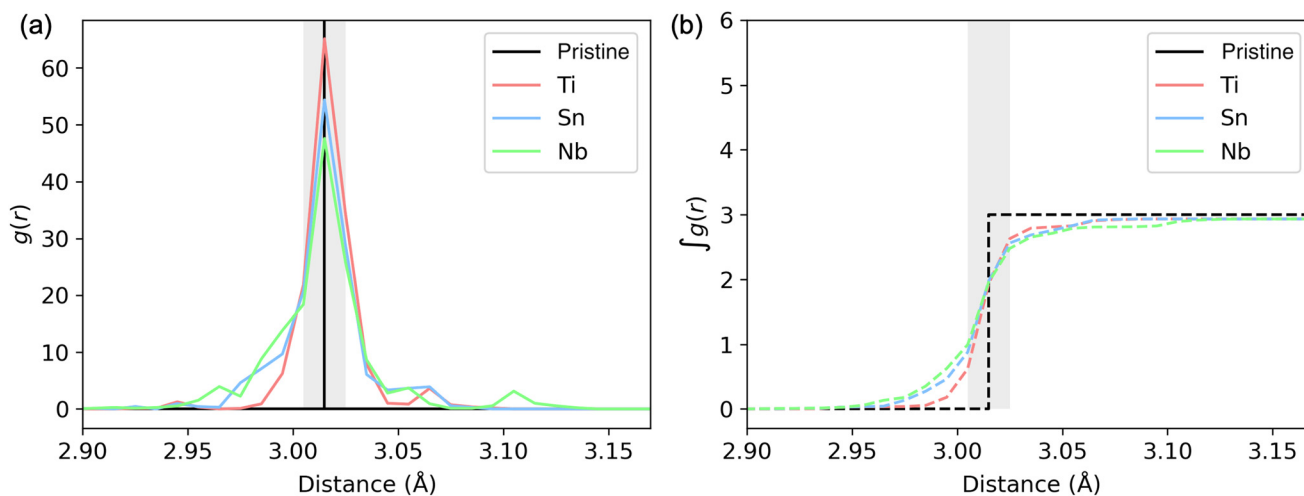 (a)
g(r)
60
50
40
30
20
10
0
2.90
2.95
3.00
3.05
3.10
3.15
Distance (Å)
Pristine
Ti
Sn
Nb
(b)
∫g(r)
6
5
4
3
2
1
0
2.90
2.95
3.00
3.05
3.10
3.15
Distance (Å)
Pristine
Ti
Sn
Nb